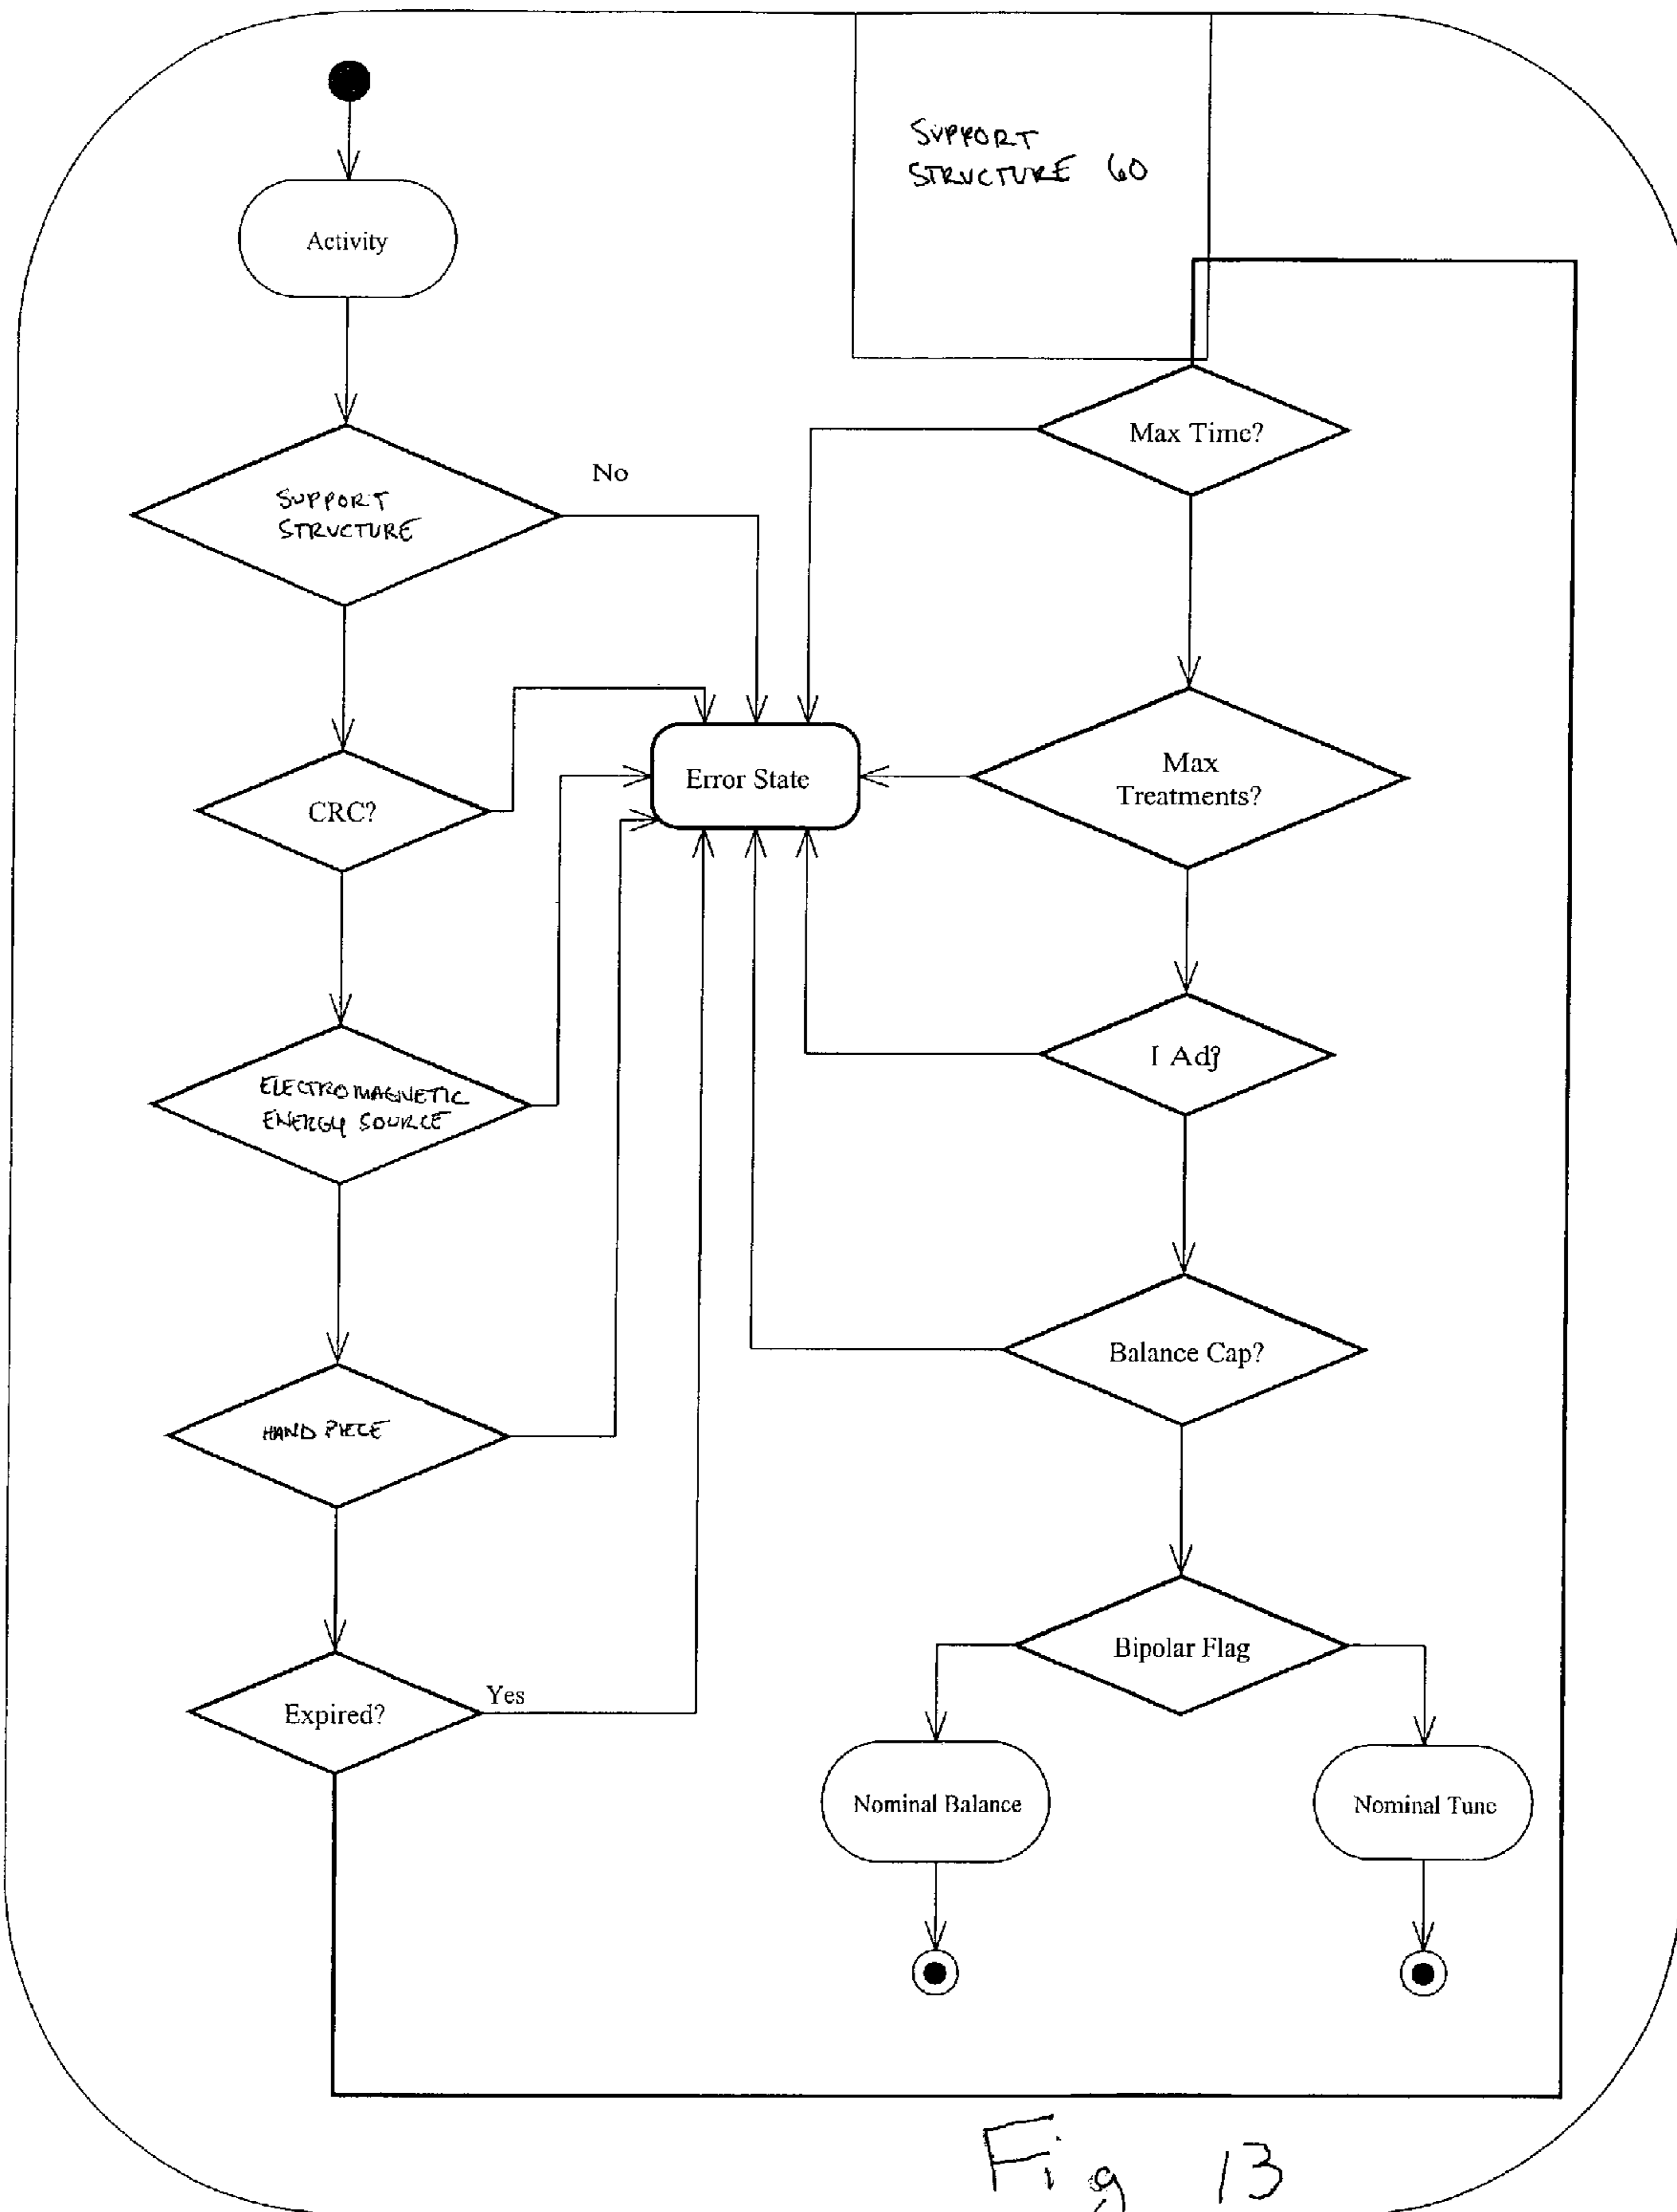 SUPPORT
STRUCTURE 60
Activity
SUPPORT
STRUCTURE
No
CRC?
ELECTROMAGNETIC
ENERGY SOURCE
HAND PIECE
Expired?
Yes
Error State
Max Time?
Max
Treatments?
I Adj?
Balance Cap?
Bipolar Flag
Nominal Balance
Nominal Tune
Fig 13